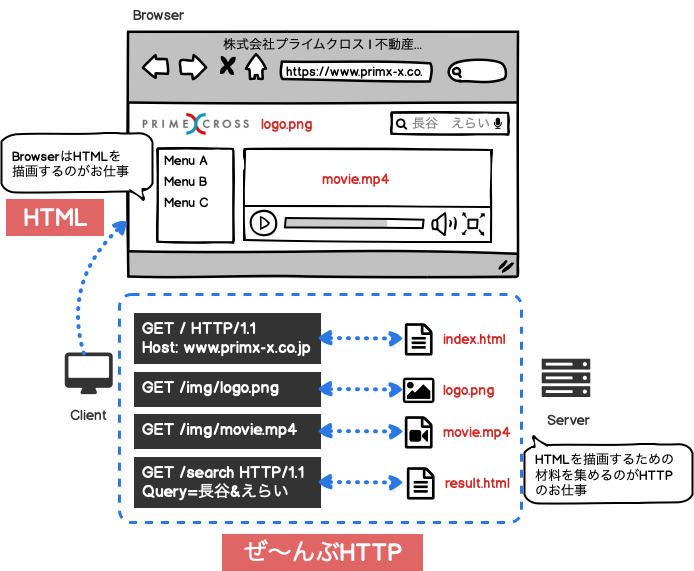 Browser
株式会社プライムクロス | 不動産...
https://www.primx-x.co.
PRIME CROSS
logo.png
長谷　えらい
BrowserはHTMLを
描画するのがお仕事
Menu A
Menu B
Menu C
movie.mp4
HTML
GET / HTTP/1.1
Host: www.primx-x.co.jp
index.html
GET /img/logo.png
logo.png
Client
GET /img/movie.mp4
movie.mp4
Server
GET /search HTTP/1.1
Query=長谷&えらい
result.html
HTMLを描画するための
材料を集めるのがHTTP
のお仕事
ぜ〜んぶHTTP